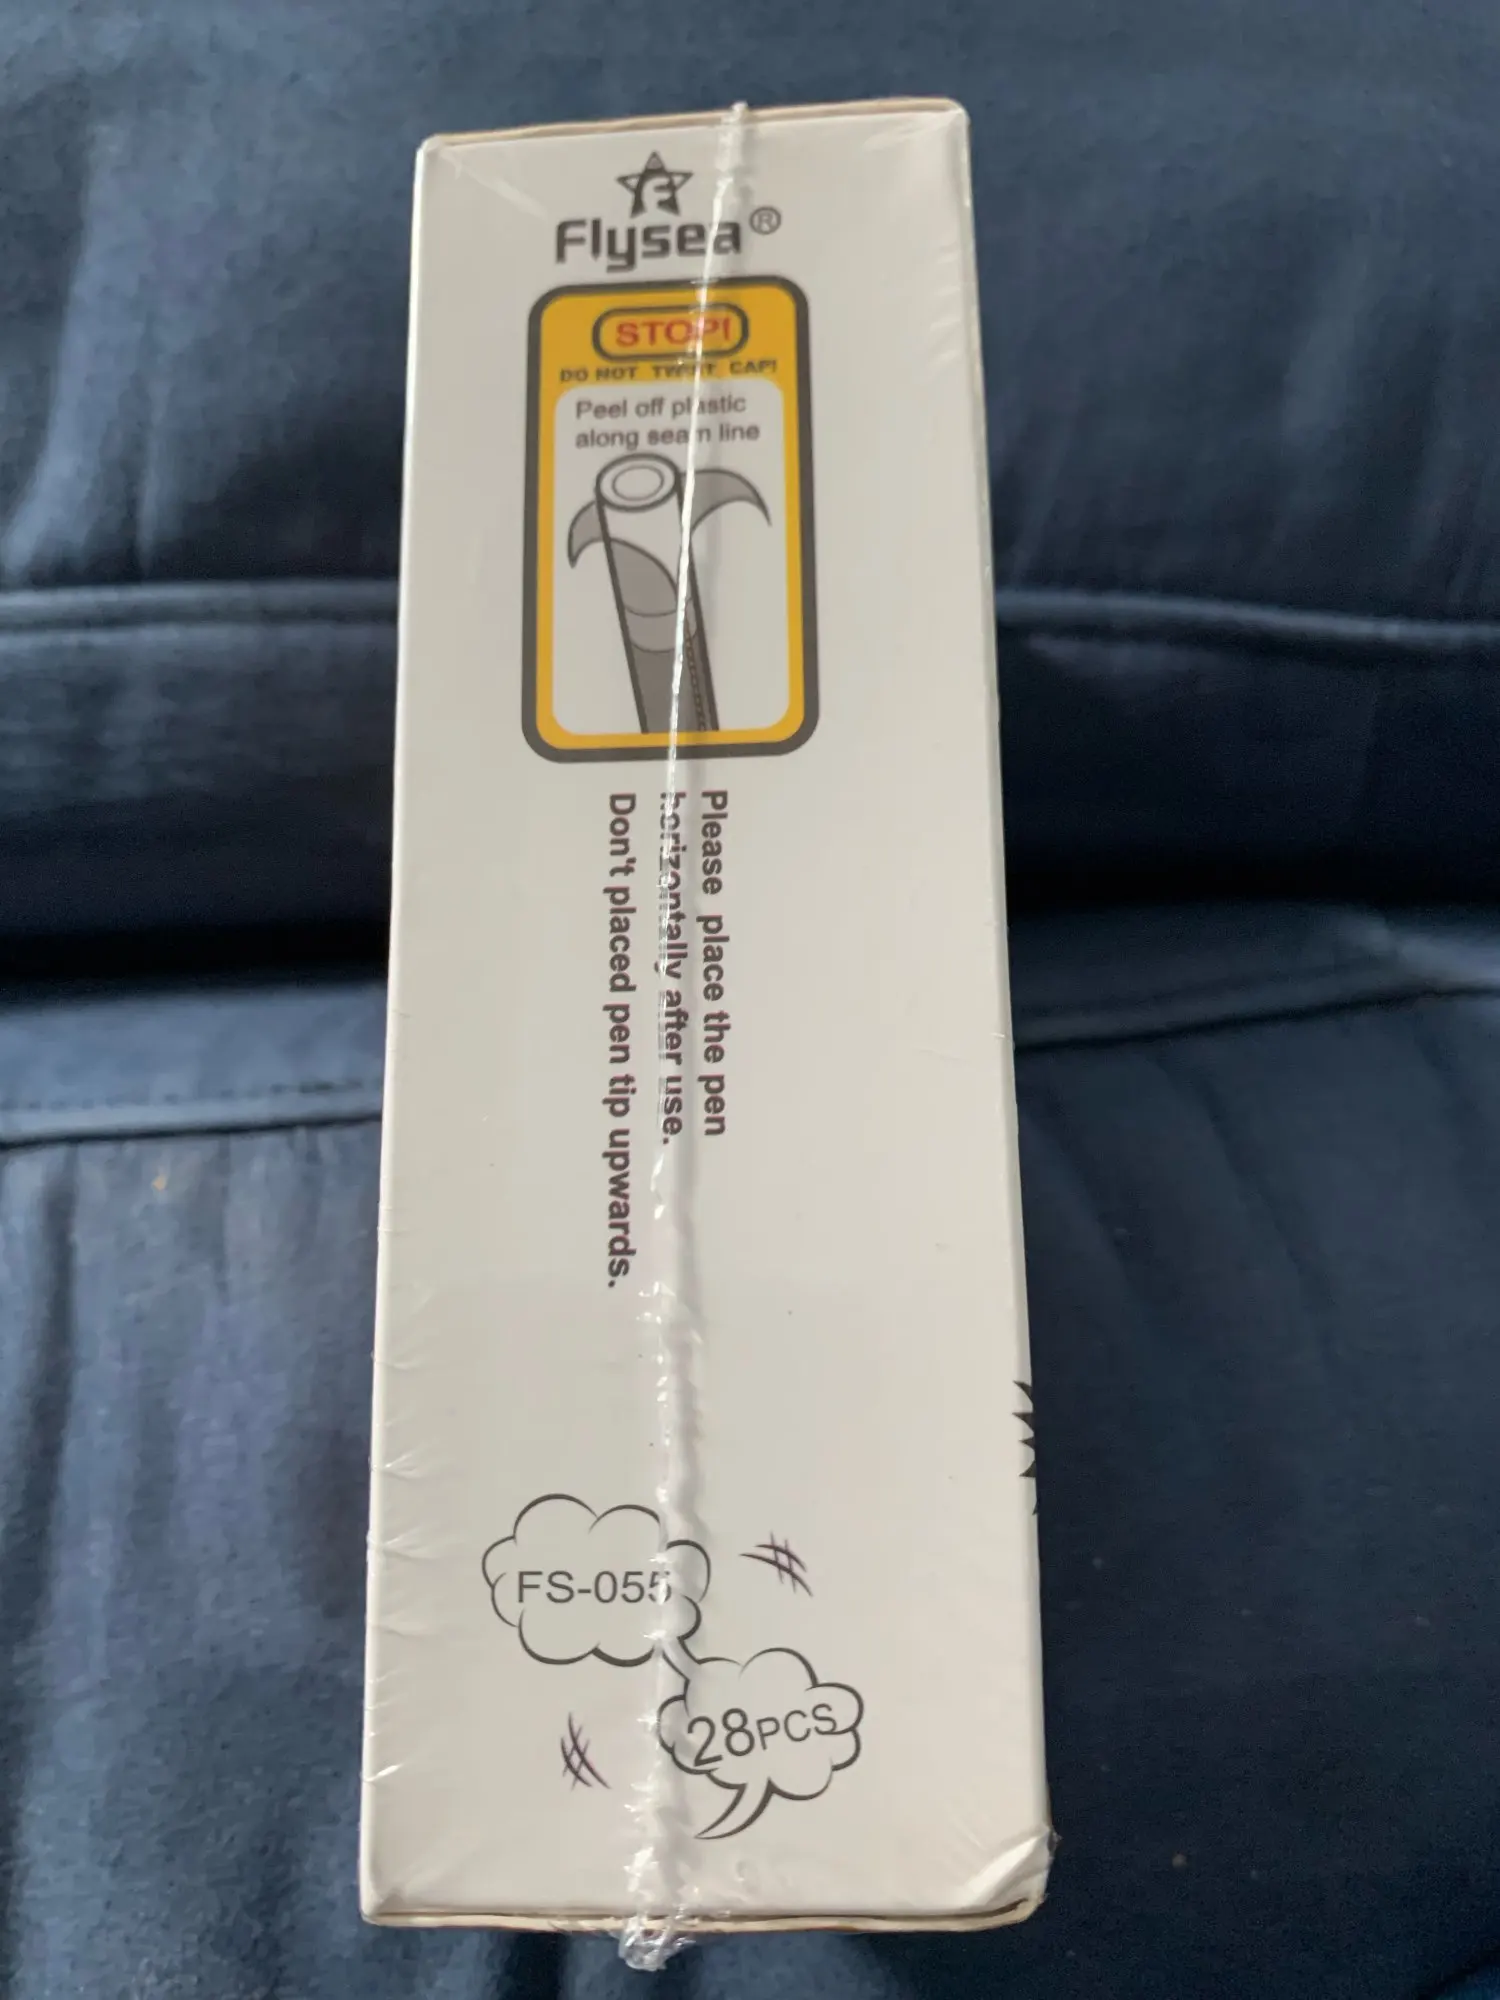 Flysea®
STOP!
DO NOT TWIST CAP!
Peel off plastic
along seam line
Please place the pen
horizontally after use.
Don't placed pen tip upwards.
FS-055
28PCS